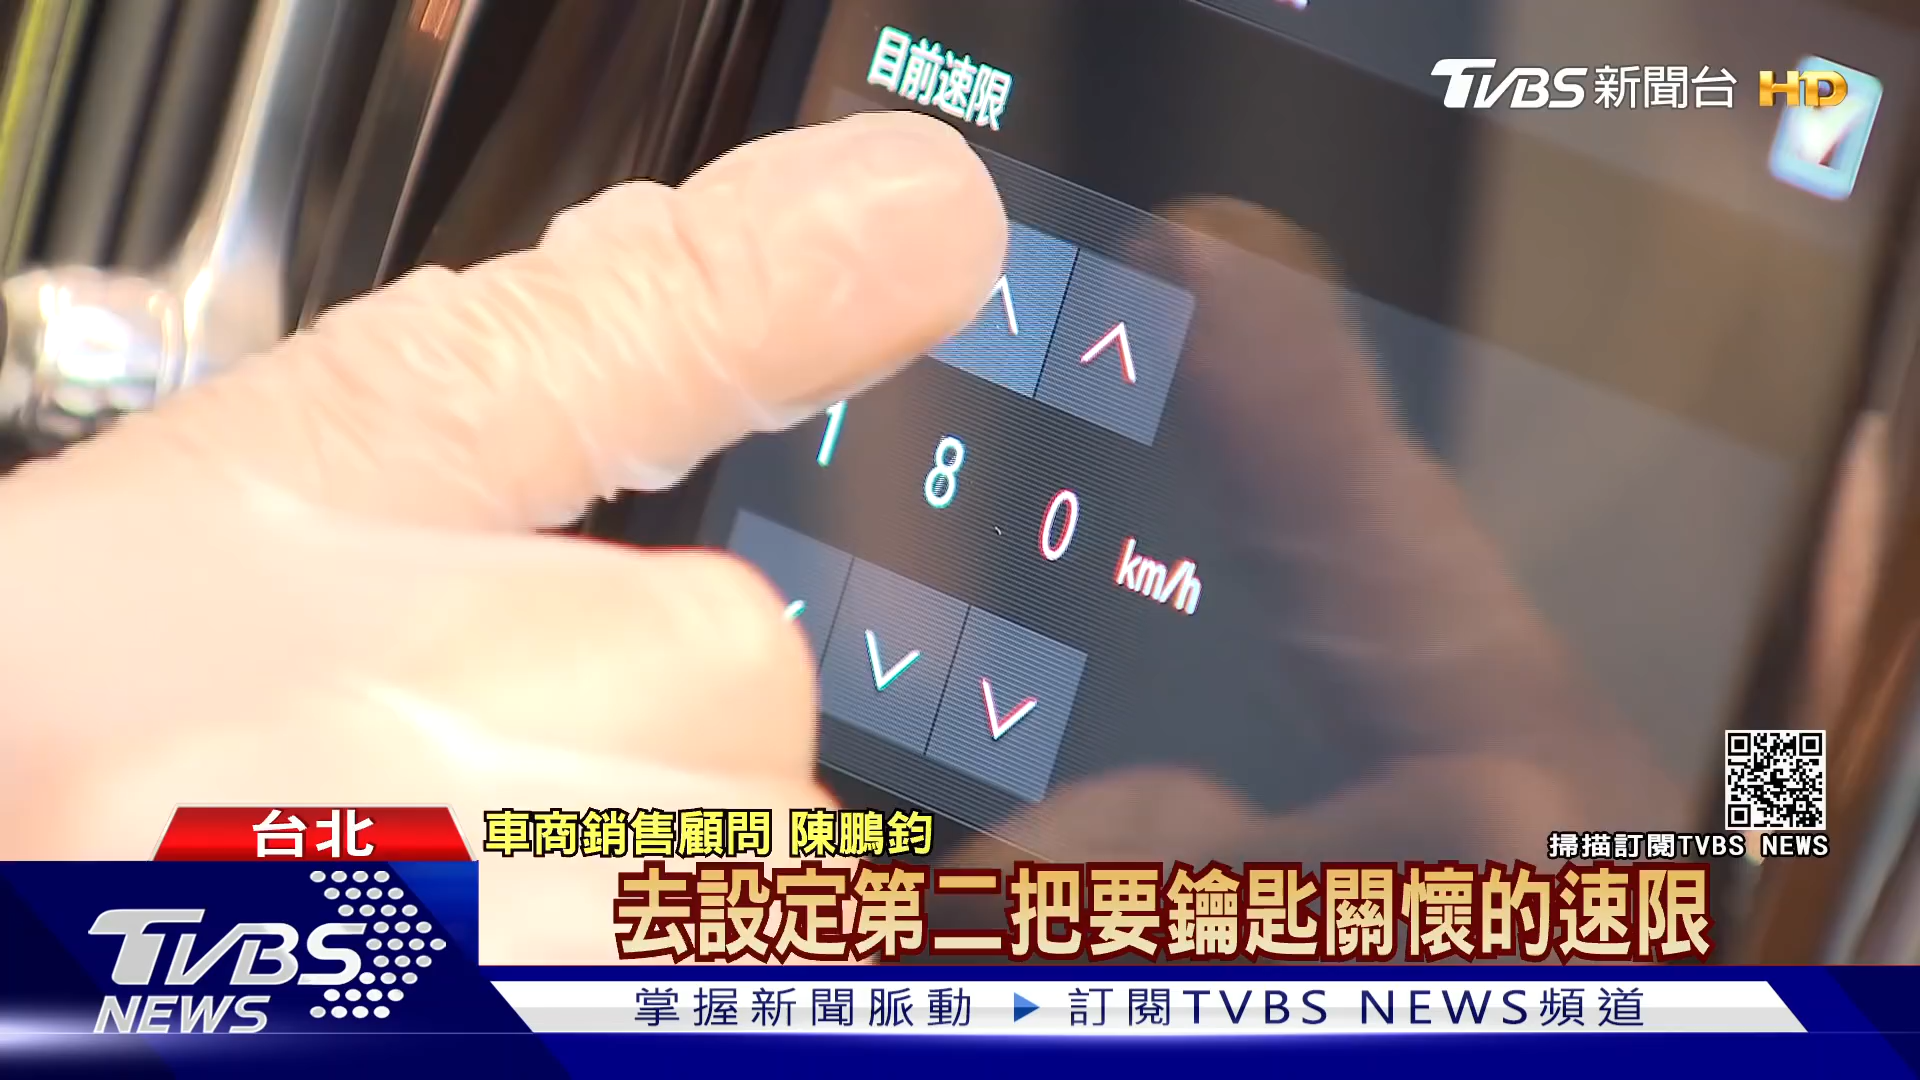 目前速限
TVBS新聞台 HD
1 8 0 km/h
掃描訂閱TVBS NEWS
台北
車商銷售顧問 陳鵬鈞
去設定第二把要鑰匙關懷的速限
TVBS
NEWS
掌握新聞脈動 ▶ 訂閱TVBS NEWS頻道